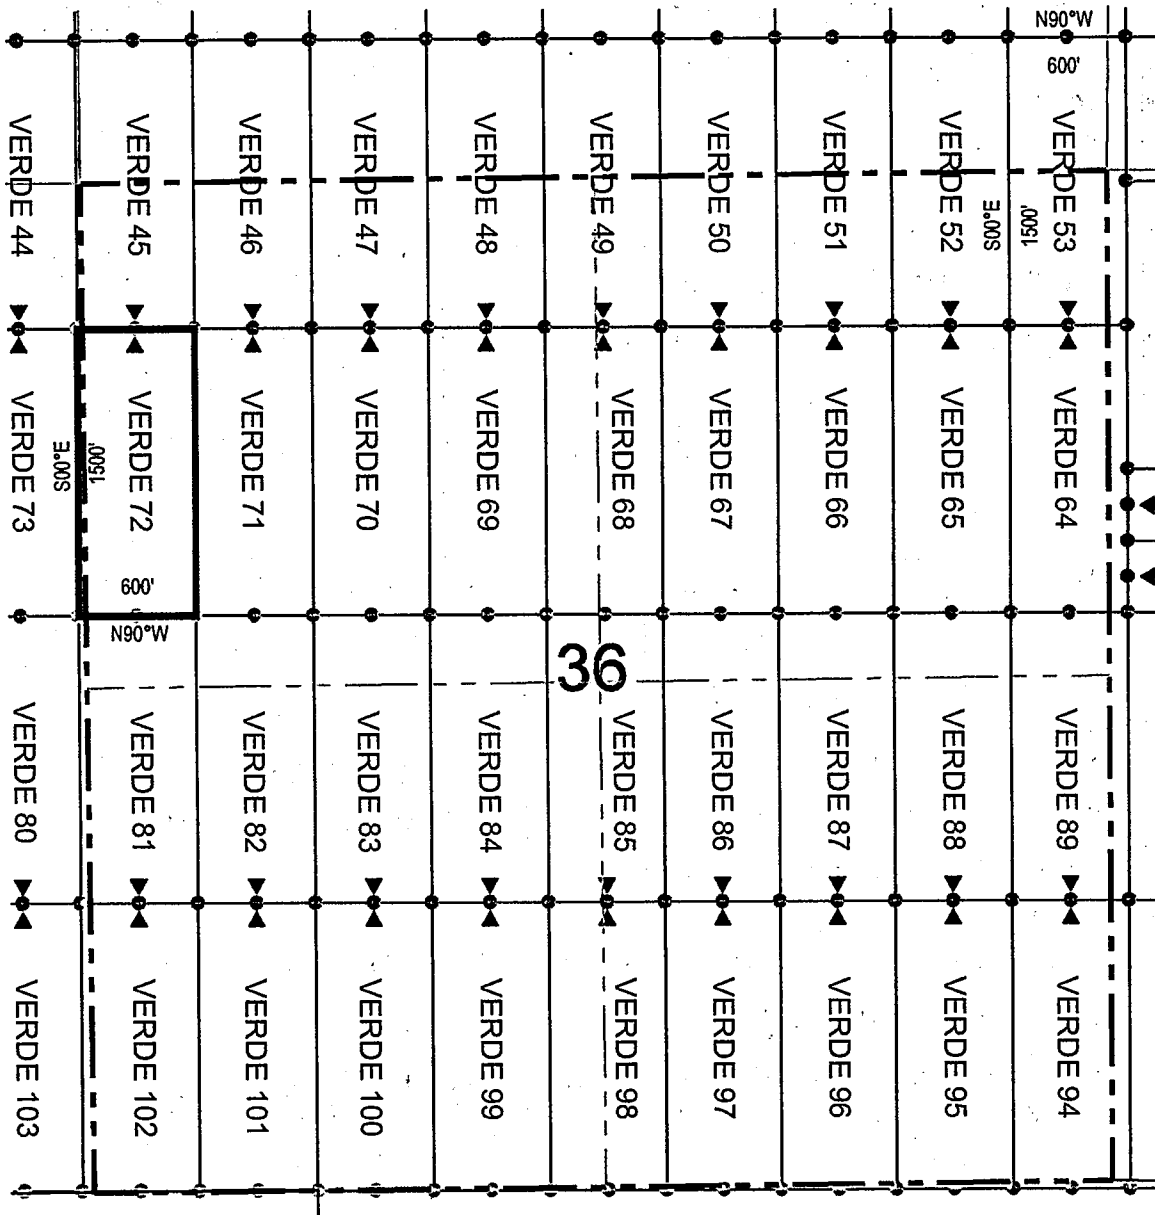 N90°W
600'
VERDE 44
VERDE 45
VERDE 46
VERDE 47
VERDE 48
VERDE 49
VERDE 50
VERDE 51
VERDE 52
S00°E
1500'
VERDE 53
VERDE 73
S00°E
1500'
VERDE 72
VERDE 71
VERDE 70
VERDE 69
VERDE 68
VERDE 67
VERDE 66
VERDE 65
VERDE 64
600'
N90°W
36
VERDE 80
VERDE 81
VERDE 82
VERDE 83
VERDE 84
VERDE 85
VERDE 86
VERDE 87
VERDE 88
VERDE 89
VERDE 103
VERDE 102
VERDE 101
VERDE 100
VERDE 99
VERDE 98
VERDE 97
VERDE 96
VERDE 95
VERDE 94